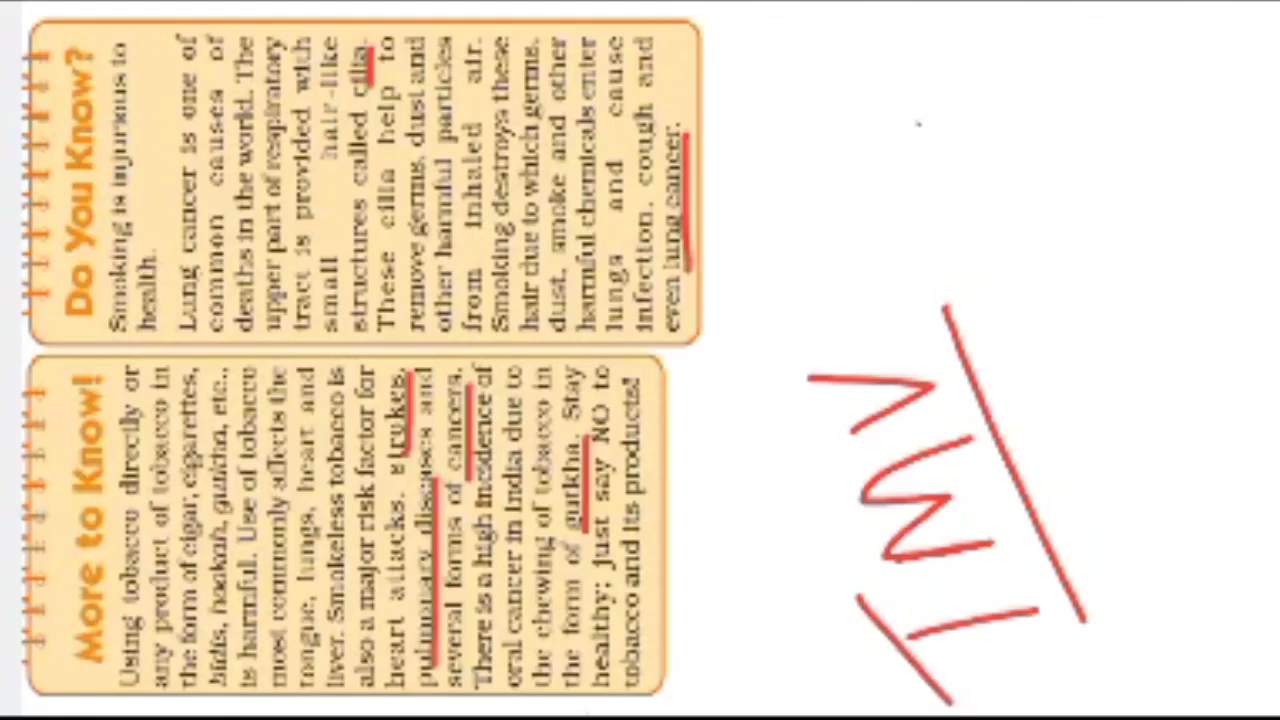 Do You Know?
Smoking is injurious to
health.
Lung cancer is one of
common causes of
deaths in the world. The
upper part of respiratory
tract is provided with
small hair-like
structures called cilia.
These cilia help to
remove germs, dust and
other harmful particles
from inhaled air.
Smoking destroys these
hair due to which germs,
dust, smoke and other
harmful chemicals enter
lungs and cause
infection, cough and
even lung cancer.
More to Know!
Using tobacco directly or
any product of tobacco in
the form of cigar, cigarettes,
bidis, hookah, gutkha, etc.,
is harmful. Use of tobacco
most commonly affects the
tongue, lungs, heart and
liver. Smokeless tobacco is
also a major risk factor for
heart attacks, strokes,
pulmonary diseases and
several forms of cancers.
There is a high incidence of
oral cancer in India due to
the chewing of tobacco in
the form of gutkha. Stay
healthy; just say NO to
tobacco and its products!